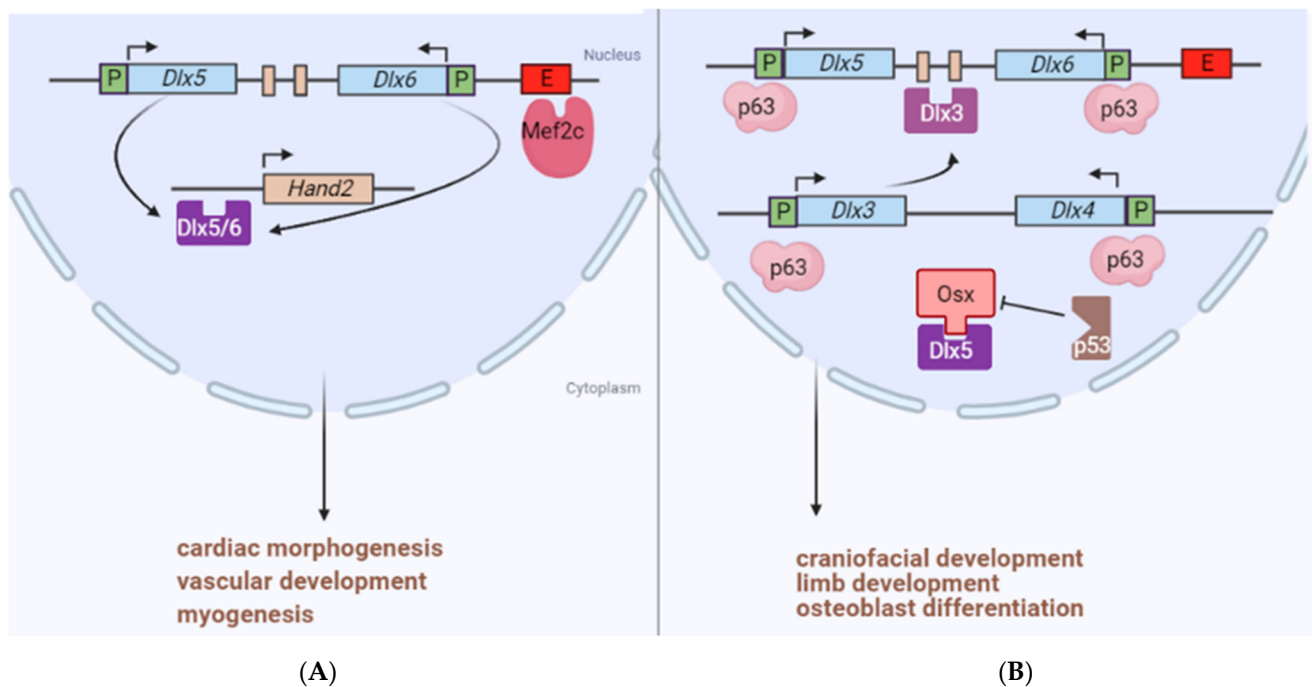 Nucleus
P Dlx5 Dlx6 P E
Mef2c
Hand2
Dlx5/6
Cytoplasm
cardiac morphogenesis
vascular development
myogenesis
P Dlx5 Dlx6 P E
p63 Dlx3 p63
P Dlx3 Dlx4 P
p63 p63
Osx
Dlx5 p53
craniofacial development
limb development
osteoblast differentiation
(A) (B)